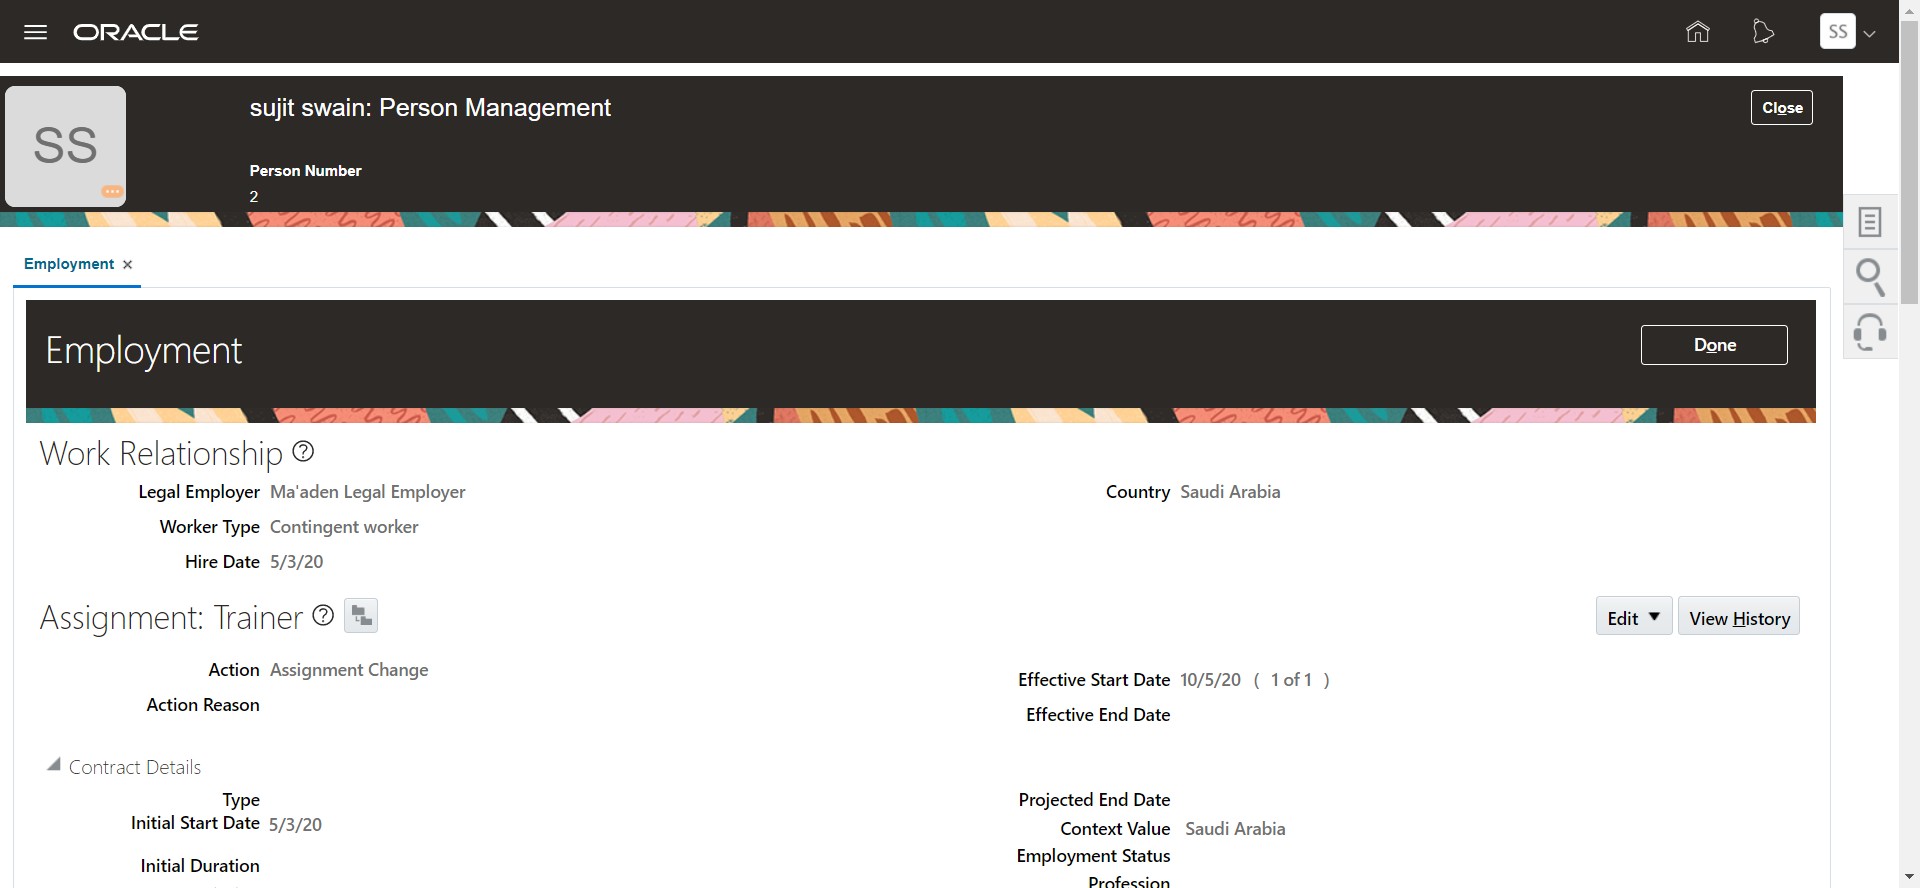 ORACLE
SS
SS
sujit swain: Person Management
Close
Person Number
2
Employment
Employment
Done
Work Relationship
Legal Employer Ma'aden Legal Employer
Country Saudi Arabia
Worker Type Contingent worker
Hire Date 5/3/20
Assignment: Trainer
Edit
View History
Action Assignment Change
Effective Start Date 10/5/20 ( 1 of 1 )
Action Reason
Effective End Date
Contract Details
Type
Projected End Date
Initial Start Date 5/3/20
Context Value Saudi Arabia
Employment Status
Initial Duration
Profession